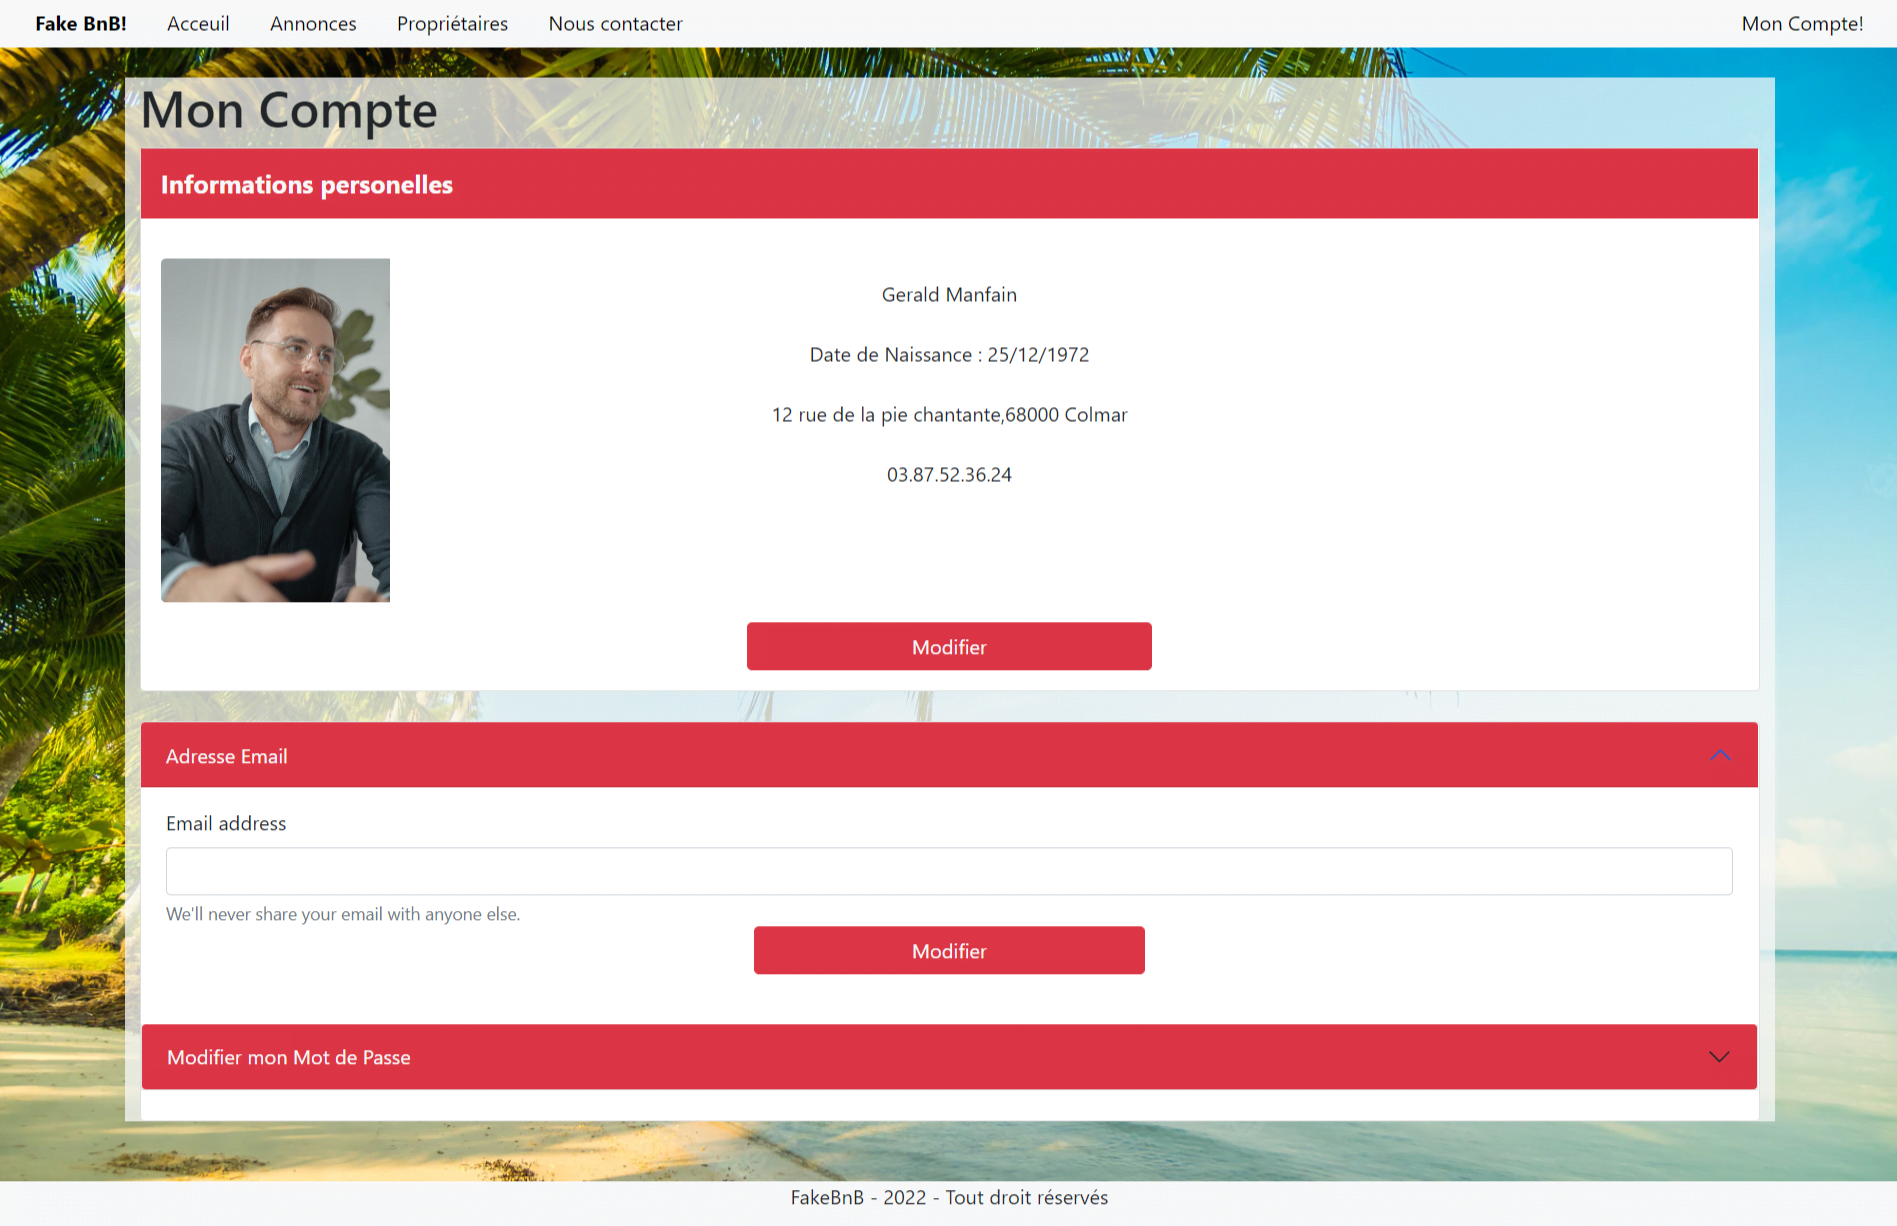 Fake BnB! Acceuil Annonces Propriétaires Nous contacter Mon Compte!
Mon Compte
Informations personelles
Gerald Manfain
Date de Naissance : 25/12/1972
12 rue de la pie chantante,68000 Colmar
03.87.52.36.24
Modifier
Adresse Email
Email address
We'll never share your email with anyone else.
Modifier
Modifier mon Mot de Passe
FakeBnB - 2022 - Tout droit réservés